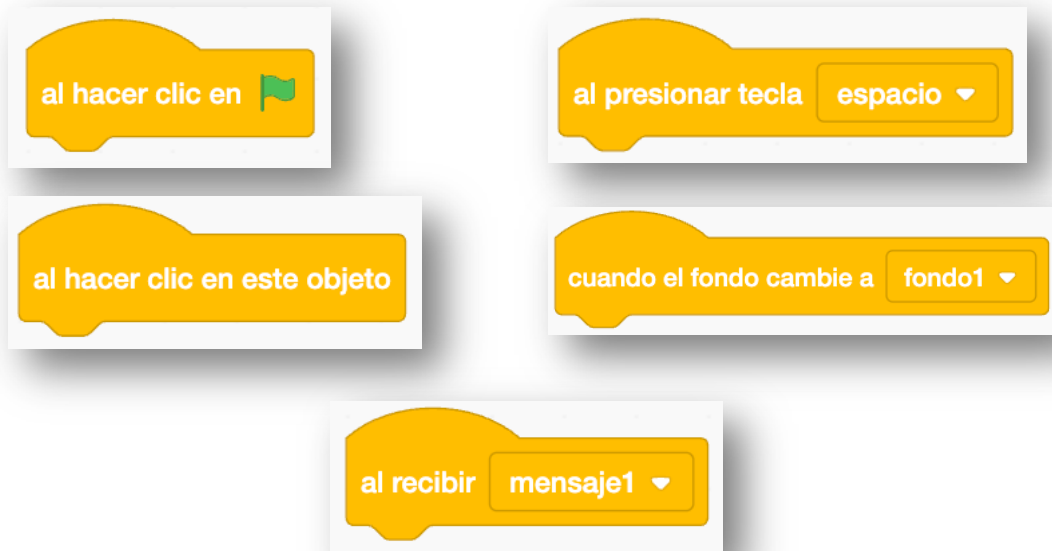 al hacer clic en
al presionar tecla espacio
al hacer clic en este objeto
cuando el fondo cambie a fondo1
al recibir mensaje1